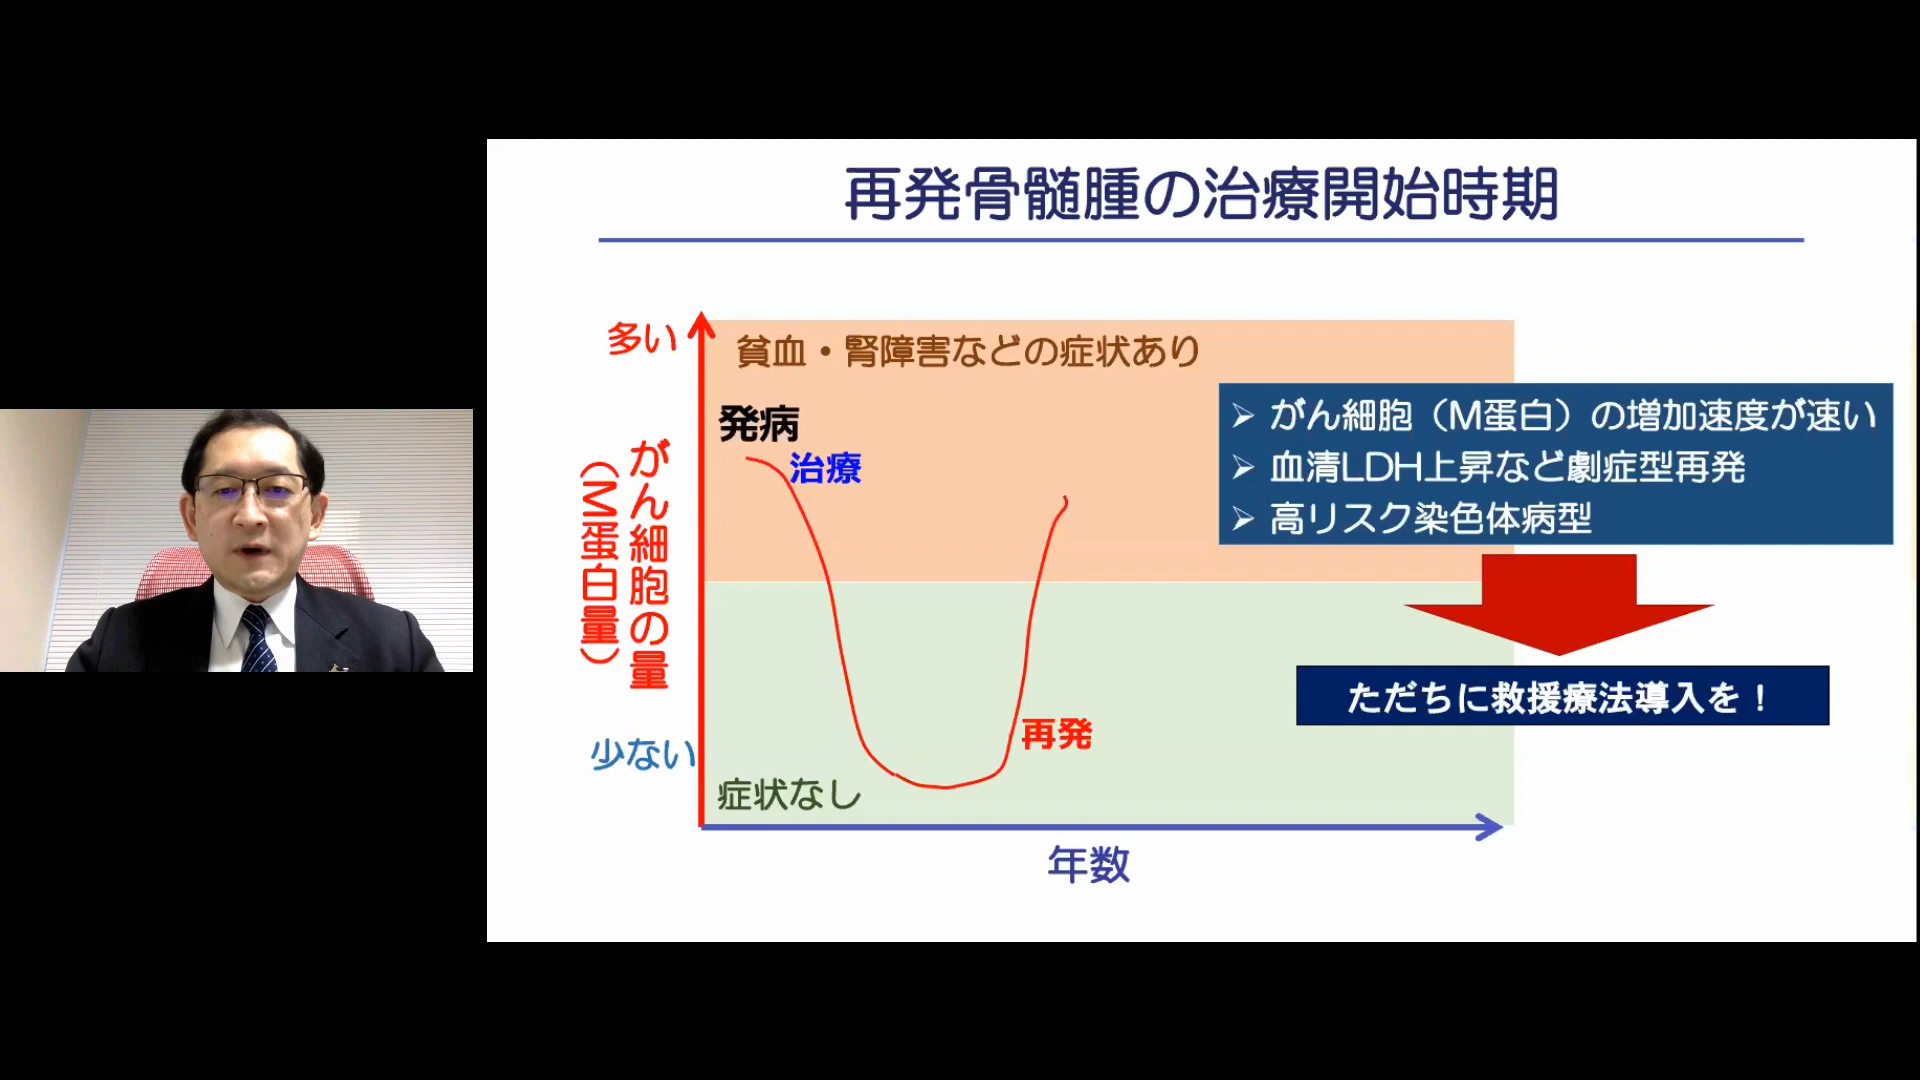 再発骨髄腫の治療開始時期
多い
貧血・腎障害などの症状あり
発病
治療
がん細胞の量
（M蛋白量）
➢ がん細胞（M蛋白）の増加速度が速い
➢ 血清LDH上昇など劇症型再発
➢ 高リスク染色体病型
ただちに救援療法導入を！
再発
少ない
症状なし
年数